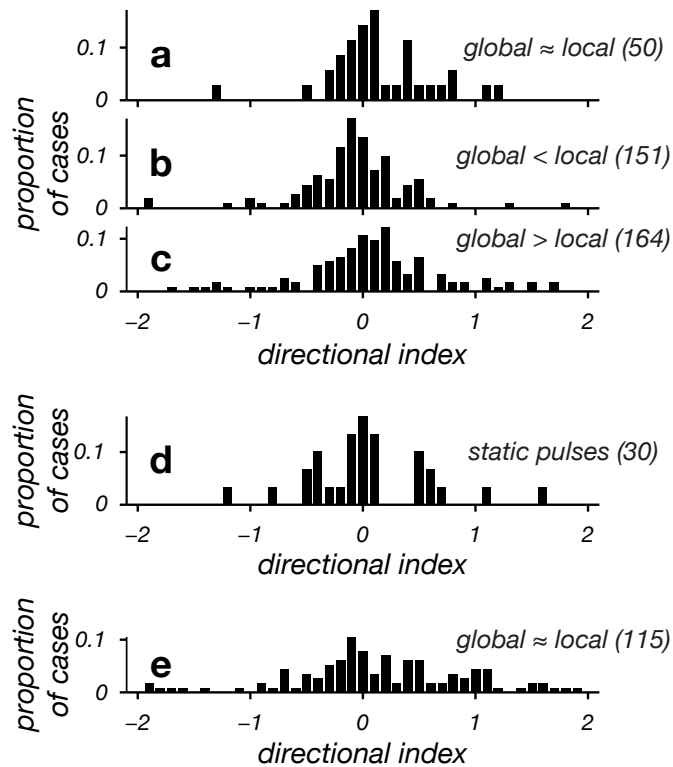 a
global ≈ local (50)
0.1
0
b
global < local (151)
0.1
0
proportion
of cases
c
global > local (164)
0.1
0
−2 −1 0 1 2
directional index
d
static pulses (30)
proportion
of cases
0.1
0
−2 −1 0 1 2
directional index
e
global ≈ local (115)
proportion
of cases
0.1
0
−2 −1 0 1 2
directional index